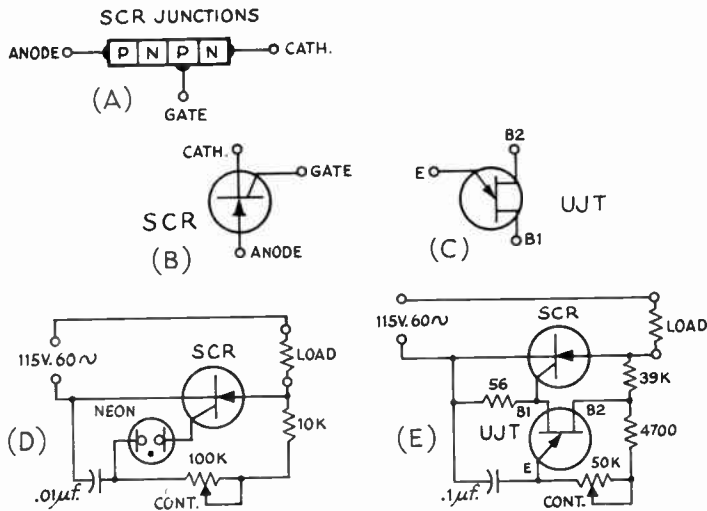 SCR JUNCTIONS
ANODE P N P N CATH.
(A)
GATE
CATH.
GATE
SCR
(B)
ANODE
B2
E
UJT
(C)
B1
115V. 60~
SCR
LOAD
NEON
10K
(D)
100K
.01µf.
CONT.
115V. 60~
SCR
LOAD
56
B1
B2
39K
UJT
(E)
4700
E
50K
.1µf.
CONT.